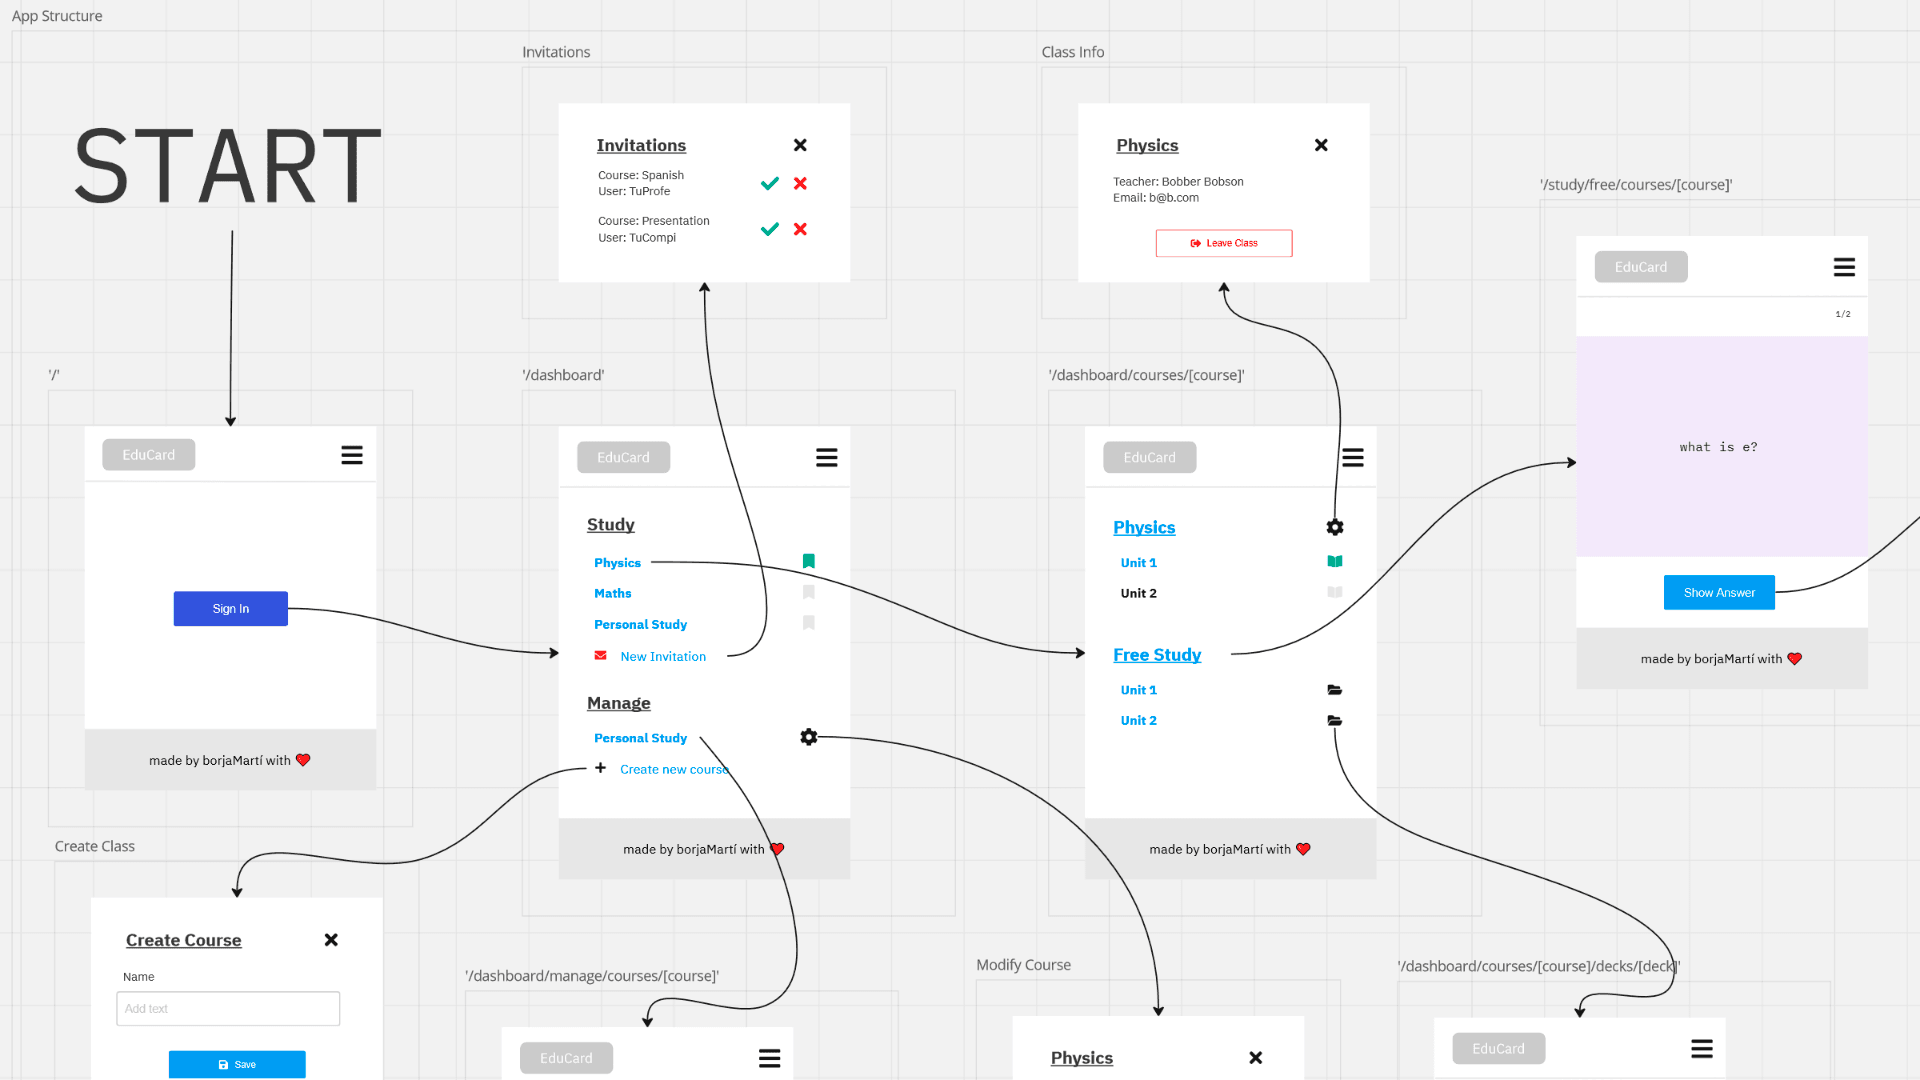 App Structure
START
Invitations
Invitations
Course: Spanish
User: TuProfe
Course: Presentation
User: TuCompi
Class Info
Physics
Teacher: Bobber Bobson
Email: b@b.com
Leave Class
'/study/free/courses/[course]'
EduCard
1/2
what is e?
Show Answer
made by borjaMartí with
'/'
EduCard
Sign In
made by borjaMartí with
'/dashboard'
EduCard
Study
Physics
Maths
Personal Study
New Invitation
Manage
Personal Study
Create new course
made by borjaMartí with
'/dashboard/courses/[course]'
EduCard
Physics
Unit 1
Unit 2
Free Study
Unit 1
Unit 2
made by borjaMartí with
Create Class
Create Course
Name
Add text
Save
'/dashboard/manage/courses/[course]'
EduCard
Modify Course
Physics
'/dashboard/courses/[course]/decks/[deck]'
EduCard